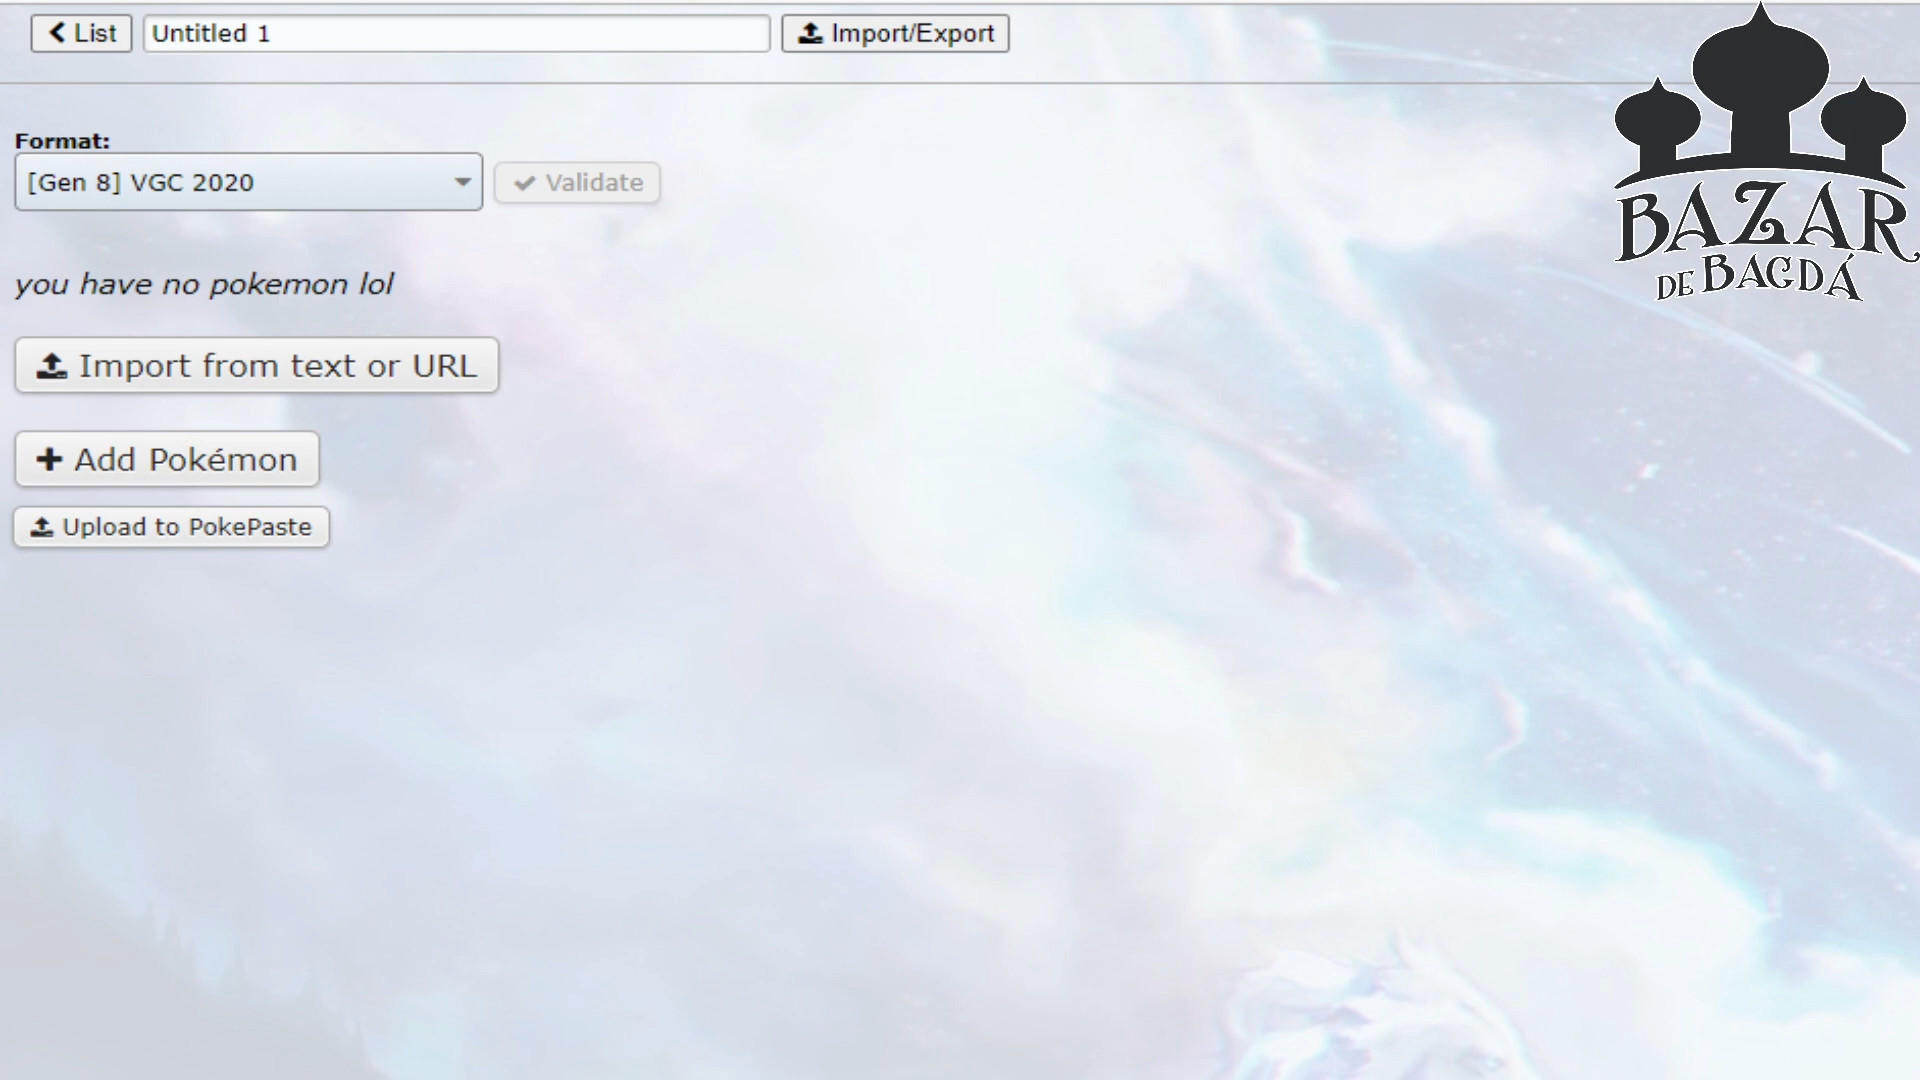 List
Untitled 1
Import/Export
Format:
[Gen 8] VGC 2020
Validate
you have no pokemon lol
Import from text or URL
Add Pokémon
Upload to PokePaste
BAZAR
DE BAGDÁ